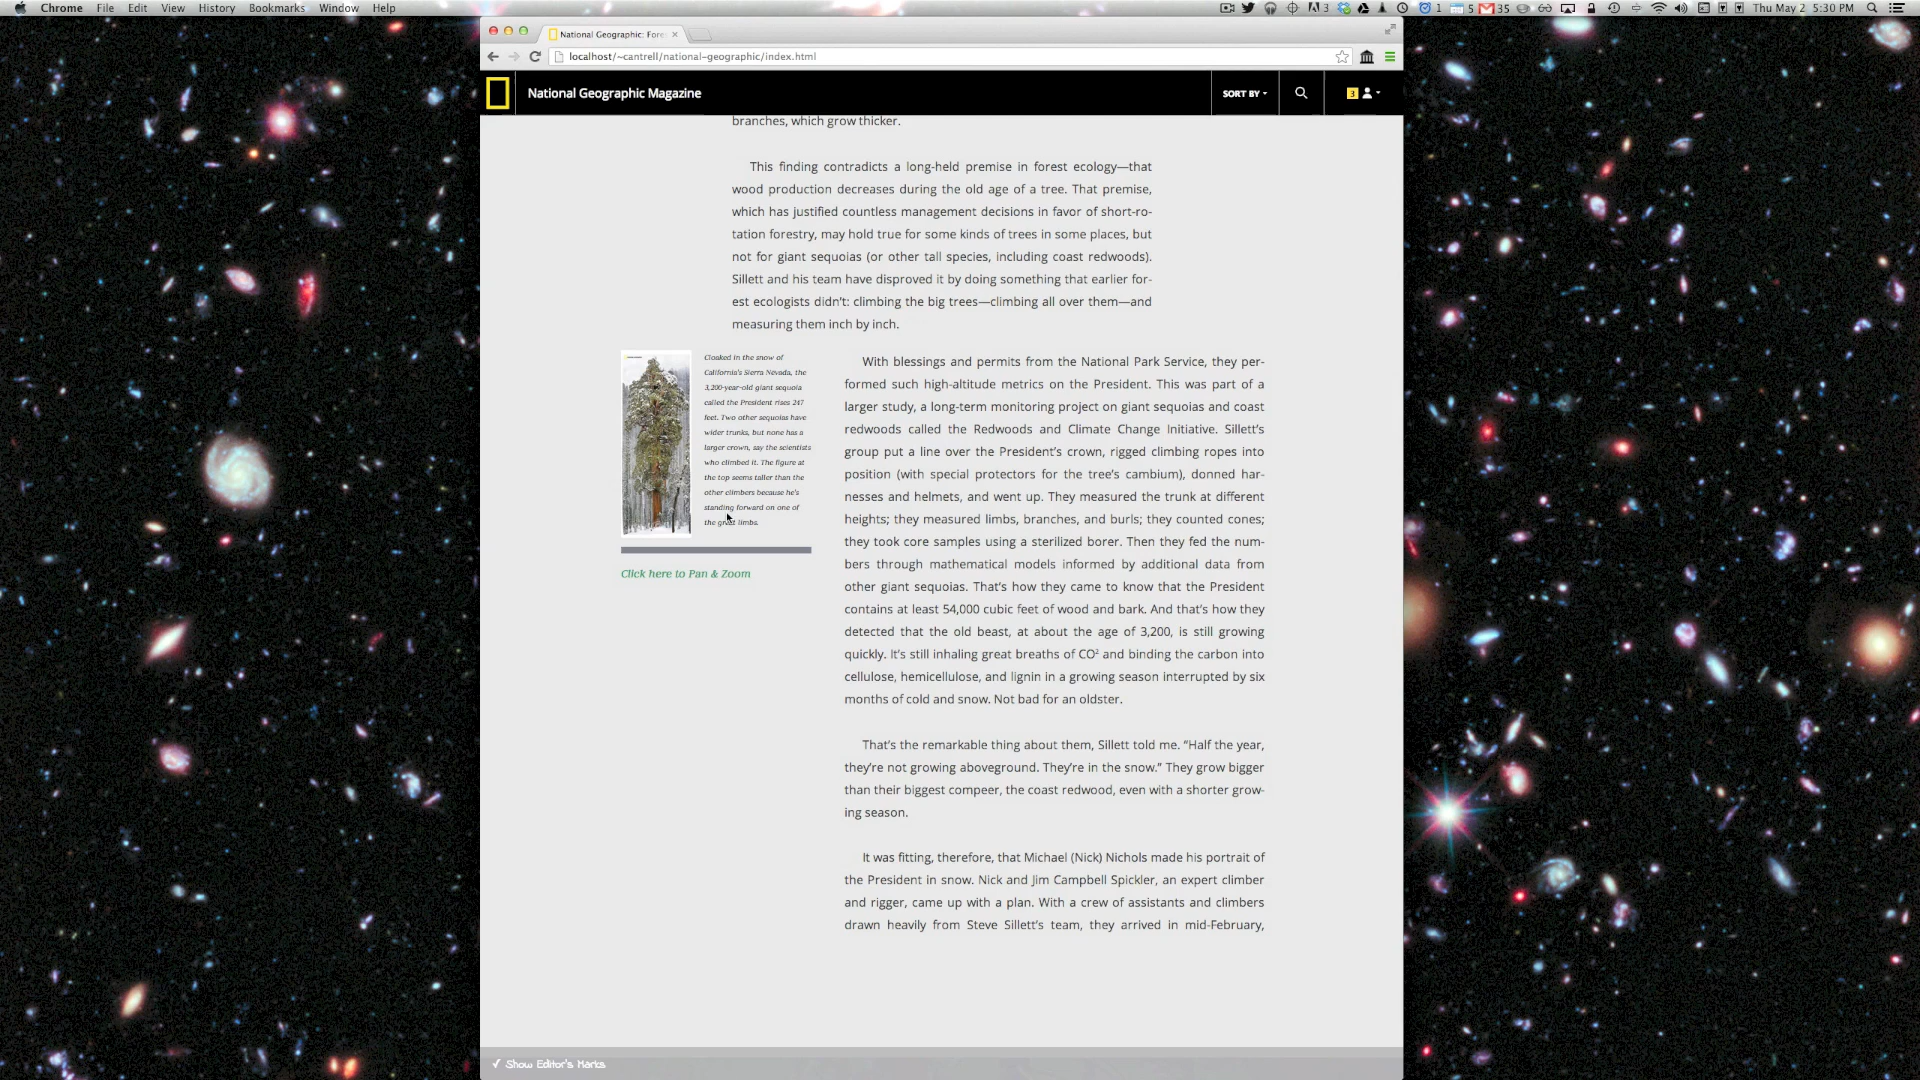 Chrome File Edit View History Bookmarks Window Help
3 1 5 35 Thu May 2 5:30 PM
National Geographic: Fore
localhost/~cantrell/national-geographic/index.html
National Geographic Magazine
SORT BY
3
branches, which grow thicker.
This finding contradicts a long-held premise in forest ecology—that
wood production decreases during the old age of a tree. That premise,
which has justified countless management decisions in favor of short-ro-
tation forestry, may hold true for some kinds of trees in some places, but
not for giant sequoias (or other tall species, including coast redwoods).
Sillett and his team have disproved it by doing something that earlier for-
est ecologists didn't: climbing the big trees—climbing all over them—and
measuring them inch by inch.
Cloaked in the snow of
California's Sierra Nevada, the
3,200-year-old giant sequoia
called the President rises 247
feet. Two other sequoias have
wider trunks, but none has a
larger crown, say the scientists
who climbed it. The figure at
the top seems taller than the
other climbers because he's
standing forward on one of
the great limbs.
Click here to Pan & Zoom
With blessings and permits from the National Park Service, they per-
formed such high-altitude metrics on the President. This was part of a
larger study, a long-term monitoring project on giant sequoias and coast
redwoods called the Redwoods and Climate Change Initiative. Sillett's
group put a line over the President's crown, rigged climbing ropes into
position (with special protectors for the tree's cambium), donned har-
nesses and helmets, and went up. They measured the trunk at different
heights; they measured limbs, branches, and burls; they counted cones;
they took core samples using a sterilized borer. Then they fed the num-
bers through mathematical models informed by additional data from
other giant sequoias. That's how they came to know that the President
contains at least 54,000 cubic feet of wood and bark. And that's how they
detected that the old beast, at about the age of 3,200, is still growing
quickly. It's still inhaling great breaths of CO² and binding the carbon into
cellulose, hemicellulose, and lignin in a growing season interrupted by six
months of cold and snow. Not bad for an oldster.
That's the remarkable thing about them, Sillett told me. “Half the year,
they're not growing aboveground. They're in the snow.” They grow bigger
than their biggest compeer, the coast redwood, even with a shorter grow-
ing season.
It was fitting, therefore, that Michael (Nick) Nichols made his portrait of
the President in snow. Nick and Jim Campbell Spickler, an expert climber
and rigger, came up with a plan. With a crew of assistants and climbers
drawn heavily from Steve Sillett's team, they arrived in mid-February,
✓ Show Editor's Marks